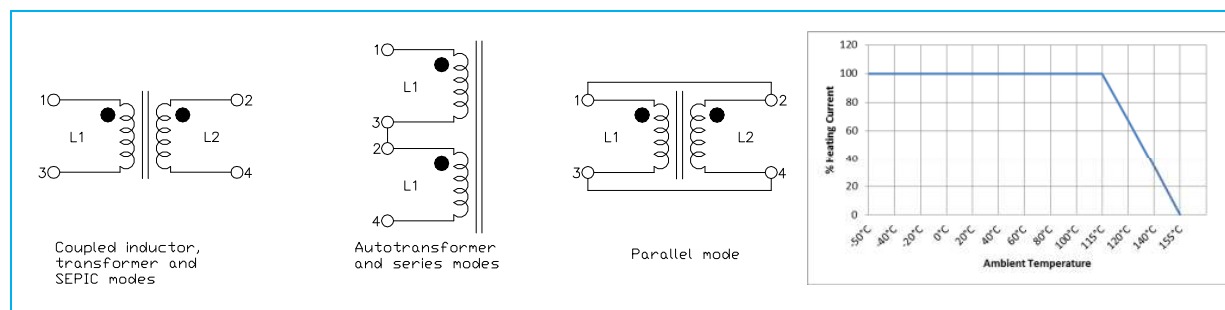 1
2
L1
L2
3
4
Coupled inductor,
transformer and
SEPIC modes
1
L1
3
2
L1
4
Autotransformer
and series modes
1
2
L1
L2
3
4
Parallel mode
120
100
80
60
40
20
0
% Heating Current
-50°C
-40°C
-20°C
0°C
20°C
40°C
60°C
80°C
100°C
115°C
120°C
140°C
155°C
Ambient Temperature